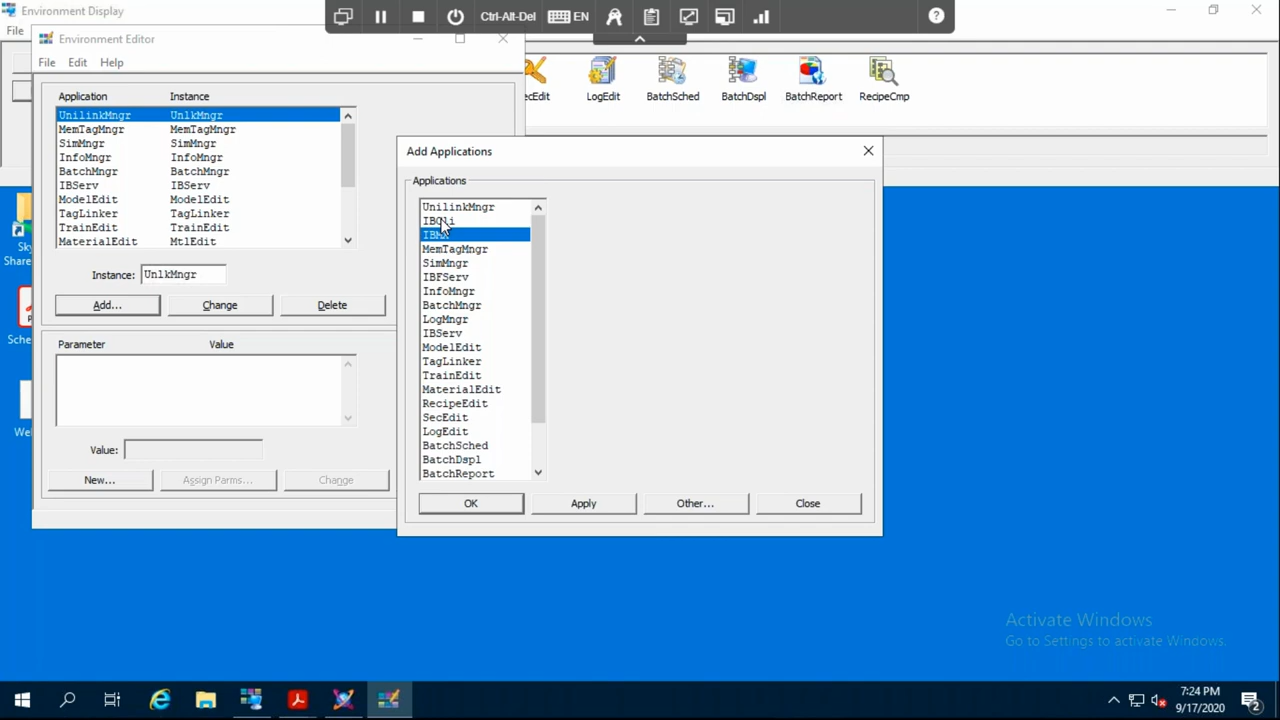 Environment Display
File
Ctrl-Alt-Del
EN
Environment Editor
File Edit Help
LogEdit
BatchSched
BatchDspl
BatchReport
RecipeCmp
Application Instance
UnilinkMngr UnlkMngr
MemTagMngr MemTagMngr
SimMngr SimMngr
InfoMngr InfoMngr
BatchMngr BatchMngr
IBServ IBServ
ModelEdit ModelEdit
TagLinker TagLinker
TrainEdit TrainEdit
MaterialEdit MtlEdit
Instance: UnlkMngr
Add... Change Delete
Parameter Value
Value:
New... Assign Parms... Change
Add Applications
Applications
UnilinkMngr
IBCli
MemTagMngr
SimMngr
IBFServ
InfoMngr
BatchMngr
LogMngr
IBServ
ModelEdit
TagLinker
TrainEdit
MaterialEdit
RecipeEdit
SecEdit
LogEdit
BatchSched
BatchDspl
BatchReport
OK Apply Other... Close
Activate Windows
Go to Settings to activate Windows.
7:24 PM
9/17/2020
2